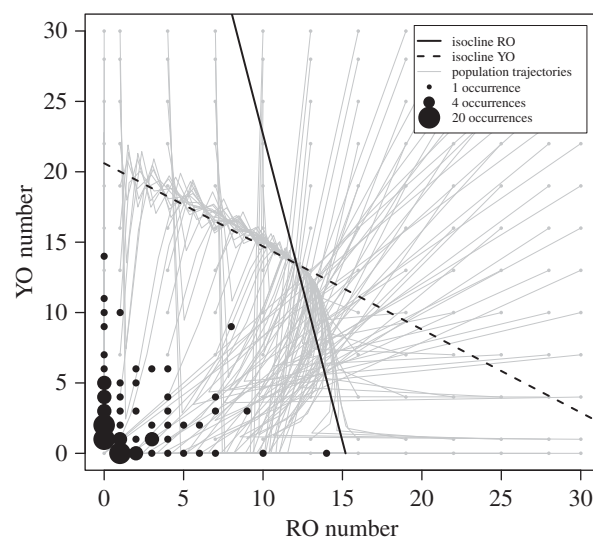 30
25
20
15
10
5
0
YO number
isocline RO
isocline YO
population trajectories
1 occurrence
4 occurrences
20 occurrences
0 5 10 15 20 25 30
RO number